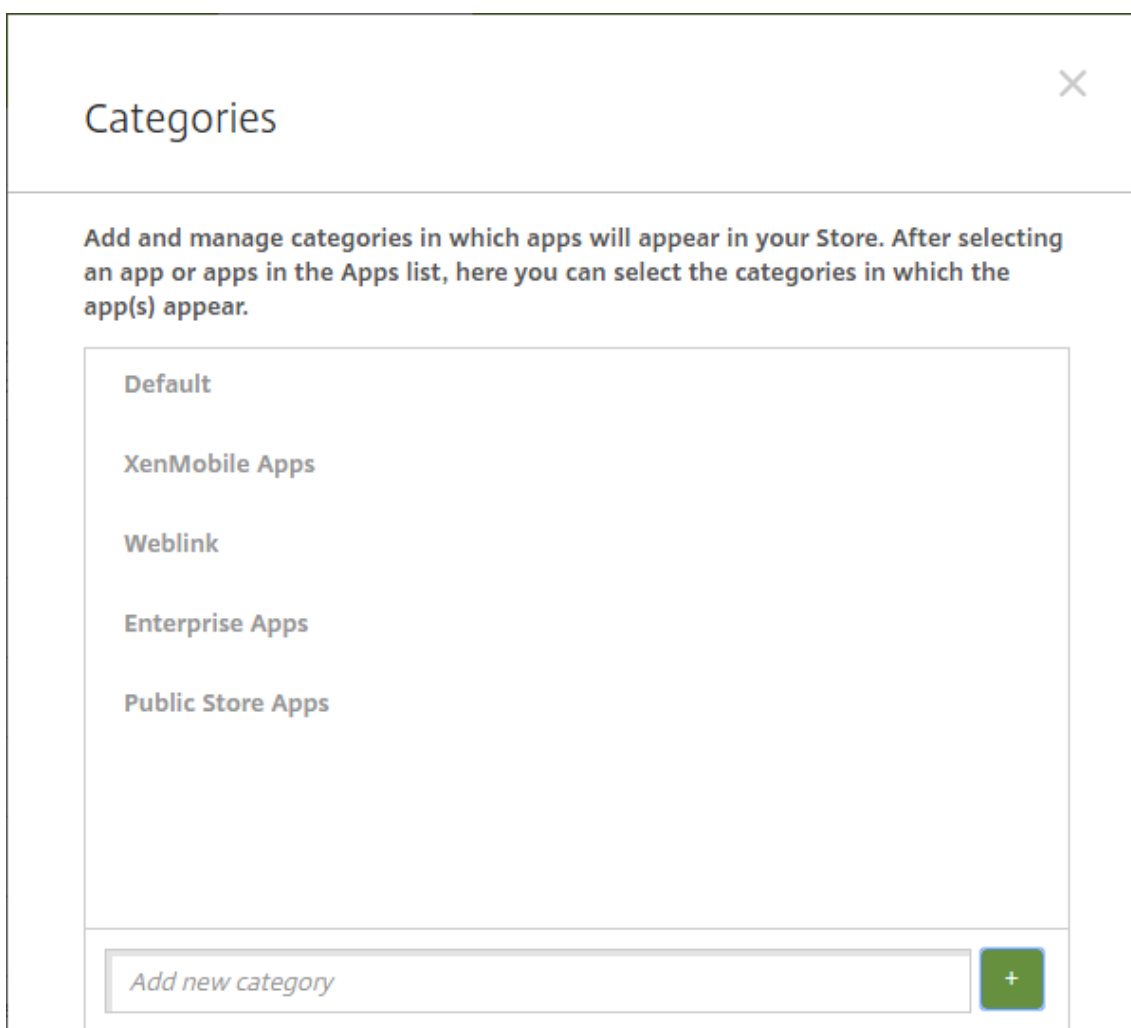 Categories
Add and manage categories in which apps will appear in your Store. After selecting
an app or apps in the Apps list, here you can select the categories in which the
app(s) appear.
Default
XenMobile Apps
Weblink
Enterprise Apps
Public Store Apps
Add new category
+